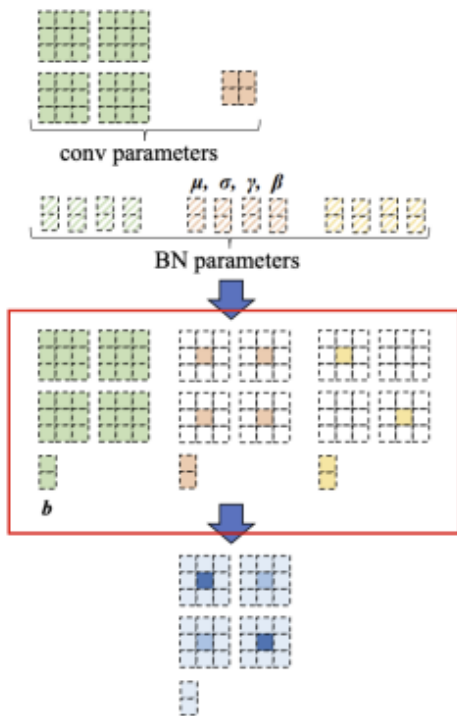 conv parameters
μ, σ, γ, β
BN parameters
b